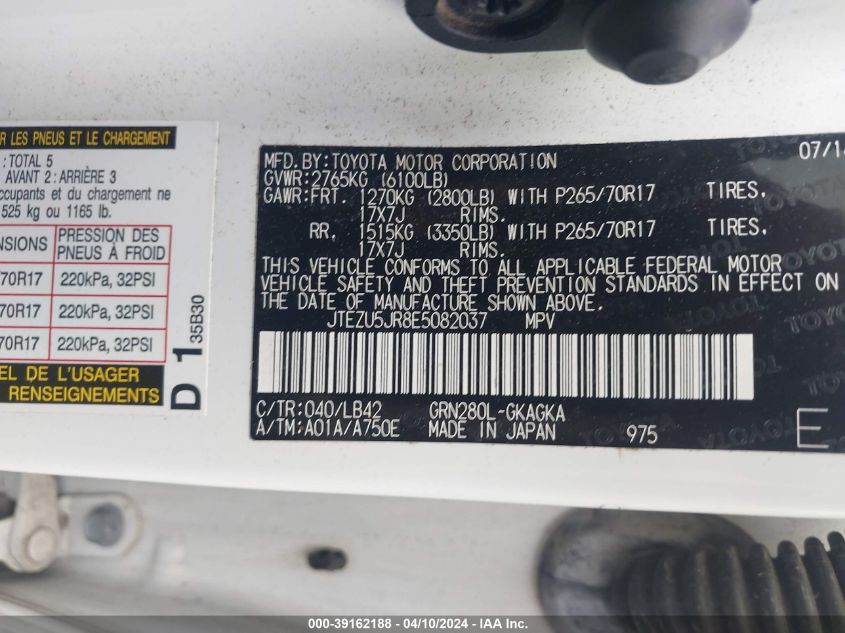 R LES PNEUS ET LE CHARGEMENT
: TOTAL 5
AVANT 2: ARRIÈRE 3
occupants et du chargement ne
525 kg ou 1165 lb.
NSIONS PRESSION DES PNEUS À FROID
70R17 220kPa, 32PSI
70R17 220kPa, 32PSI
70R17 220kPa, 32PSI
EL DE L'USAGER
RENSEIGNEMENTS
D 1 35B30
MFD. BY: TOYOTA MOTOR CORPORATION 07/14
GVWR: 2765KG (6100LB)
GAWR: FRT. 1270KG (2800LB) WITH P265/70R17 TIRES.
17X7J RIMS.
RR. 1515KG (3350LB) WITH P265/70R17 TIRES.
17X7J RIMS.
THIS VEHICLE CONFORMS TO ALL APPLICABLE FEDERAL MOTOR
VEHICLE SAFETY AND THEFT PREVENTION STANDARDS IN EFFECT ON
THE DATE OF MANUFACTURE SHOWN ABOVE.
JTEZU5JR8E5082037 MPV
C/TR: 040/LB42 GRN280L-GKAGKA
A/TM: A01A/A750E MADE IN JAPAN 975 E
TOYOTA
000-39162188 - 04/10/2024 - IAA Inc.